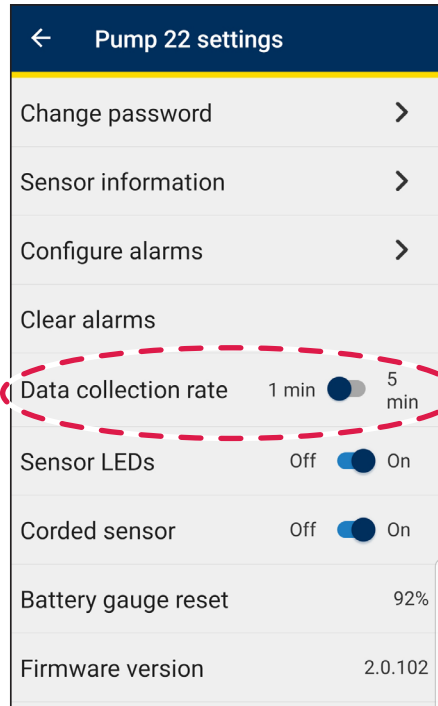 Pump 22 settings
Change password
Sensor information
Configure alarms
Clear alarms
Data collection rate 1 min 5 min
Sensor LEDs Off On
Corded sensor Off On
Battery gauge reset 92%
Firmware version 2.0.102